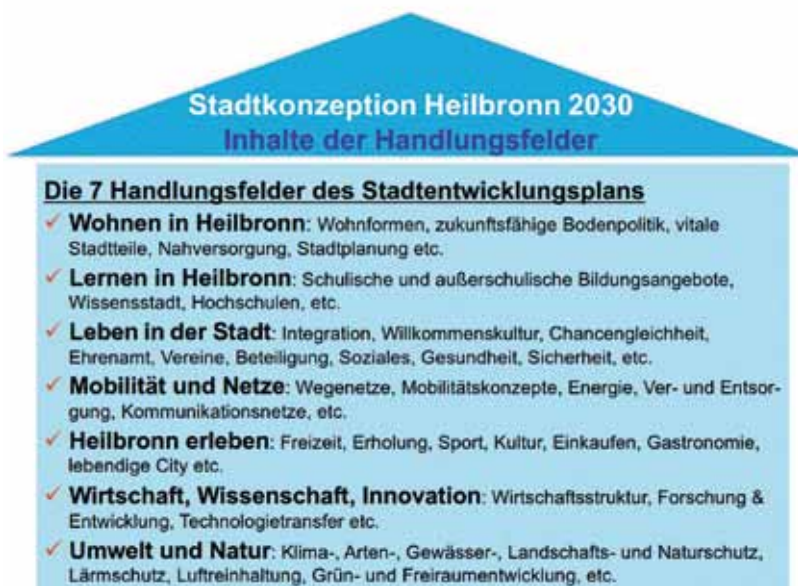 Stadtkonzeption Heilbronn 2030
Inhalte der Handlungsfelder
Die 7 Handlungsfelder des Stadtentwicklungsplans
✓ Wohnen in Heilbronn: Wohnformen, zukunftsfähige Bodenpolitik, vitale
Stadtteile, Nahversorgung, Stadtplanung etc.
✓ Lernen in Heilbronn: Schulische und außerschulische Bildungsangebote,
Wissensstadt, Hochschulen, etc.
✓ Leben in der Stadt: Integration, Willkommenskultur, Chancengleichheit,
Ehrenamt, Vereine, Beteiligung, Soziales, Gesundheit, Sicherheit, etc.
✓ Mobilität und Netze: Wegenetze, Mobilitätskonzepte, Energie, Ver- und Entsor-
gung, Kommunikationsnetze, etc.
✓ Heilbronn erleben: Freizeit, Erholung, Sport, Kultur, Einkaufen, Gastronomie,
lebendige City etc.
✓ Wirtschaft, Wissenschaft, Innovation: Wirtschaftsstruktur, Forschung &
Entwicklung, Technologietransfer etc.
✓ Umwelt und Natur: Klima-, Arten-, Gewässer-, Landschafts- und Naturschutz,
Lärmschutz, Luftreinhaltung, Grün- und Freiraumentwicklung, etc.